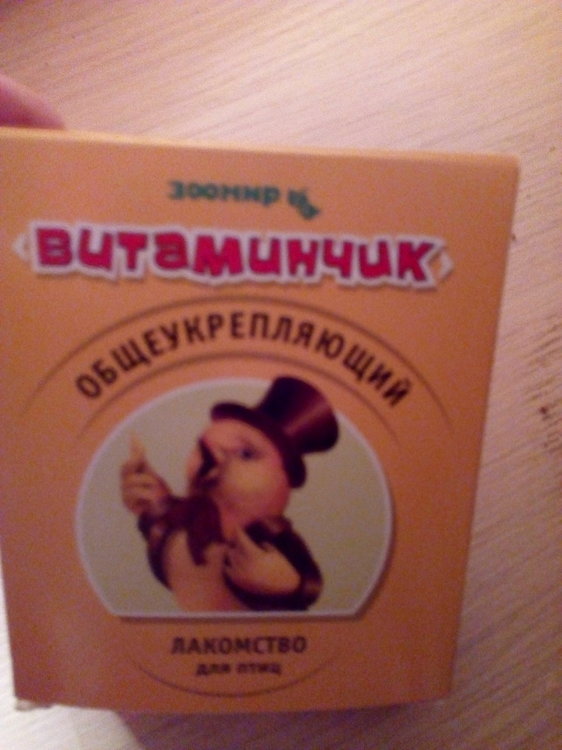 ЗООМИР
ВИТАМИНЧИК
ОБЩЕУКРЕПЛЯЮЩИЙ
ЛАКОМСТВО
для птиц